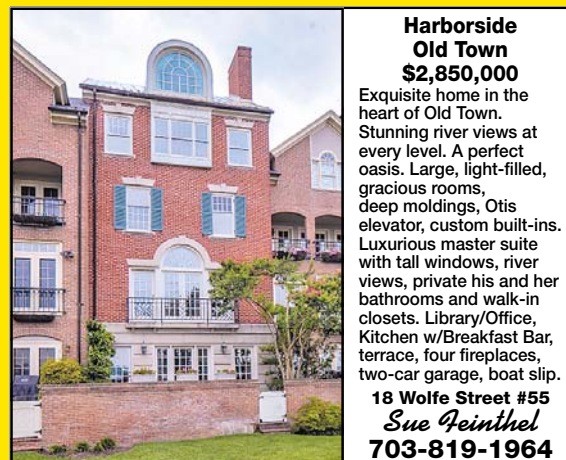 Harborside
Old Town
$2,850,000
Exquisite home in the
heart of Old Town.
Stunning river views at
every level. A perfect
oasis. Large, light-filled,
gracious rooms,
deep moldings, Otis
elevator, custom built-ins.
Luxurious master suite
with tall windows, river
views, private his and her
bathrooms and walk-in
closets. Library/Office,
Kitchen w/Breakfast Bar,
terrace, four fireplaces,
two-car garage, boat slip.
18 Wolfe Street #55
Sue Feinthel
703-819-1964